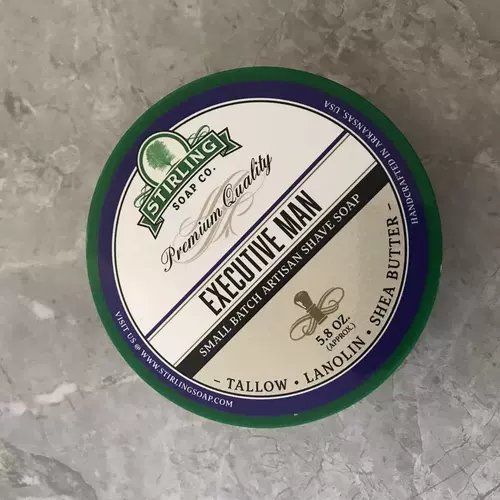 STIRLING
SOAP CO.
Premium Quality
EXECUTIVE MAN
SMALL BATCH ARTISAN SHAVE SOAP
5.8 OZ.
(APPROX.)
- TALLOW • LANOLIN • SHEA BUTTER -
HANDCRAFTED IN ARKANSAS, USA
VISIT US @ WWW.STIRLINGSOAP.COM